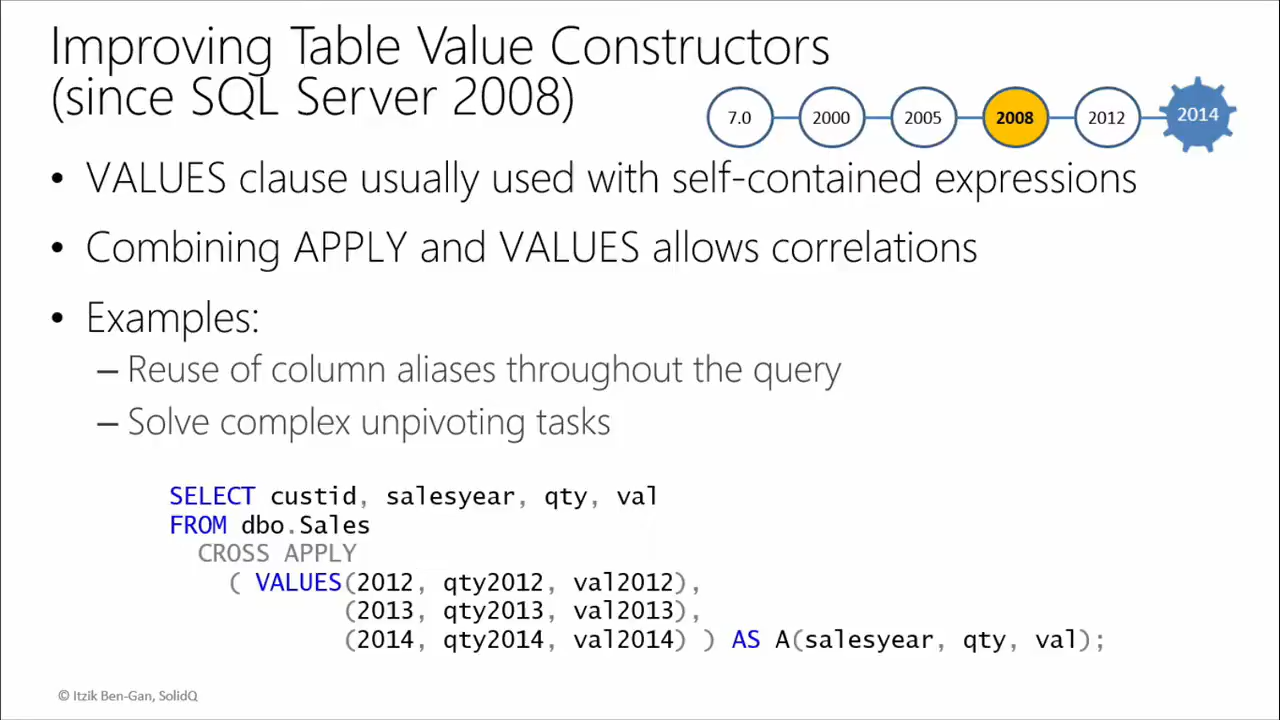 Improving Table Value Constructors
(since SQL Server 2008)
7.0 2000 2005 2008 2012 2014
• VALUES clause usually used with self-contained expressions
• Combining APPLY and VALUES allows correlations
• Examples:
– Reuse of column aliases throughout the query
– Solve complex unpivoting tasks
SELECT custid, salesyear, qty, val
FROM dbo.Sales
CROSS APPLY
( VALUES(2012, qty2012, val2012),
(2013, qty2013, val2013),
(2014, qty2014, val2014) ) AS A(salesyear, qty, val);
© Itzik Ben-Gan, SolidQ